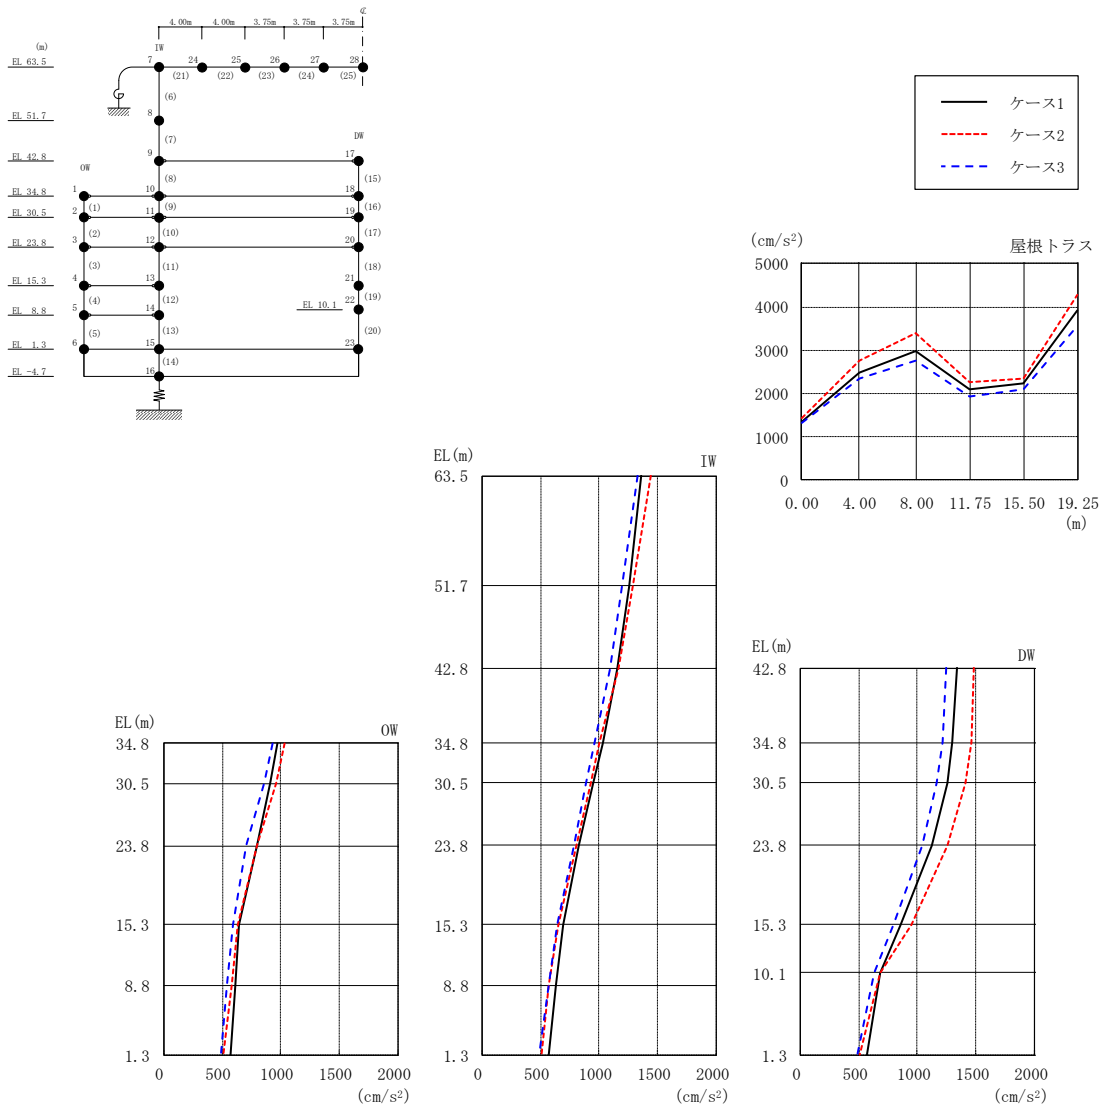 ℄
4.00m 4.00m 3.75m 3.75m 3.75m
(m)
IW
EL 63.5 7 24 25 26 27 28
(21) (22) (23) (24) (25)
(6)
EL 51.7 8
(7)
DW
EL 42.8 9 17
OW
(8) (15)
EL 34.8 1 10 18
(1) (9) (16)
EL 30.5 2 11 19
(2) (10) (17)
EL 23.8 3 12 20
(3) (11) (18)
EL 15.3 4 13 21
(4) (12) (19)
EL 10.1 22
EL 8.8 5 14
(5) (13) (20)
EL 1.3 6 15 23
(14)
EL -4.7 16
ケース1
ケース2
ケース3
(cm/s²) 屋根トラス
5000
4000
3000
2000
1000
0
0.00 4.00 8.00 11.75 15.50 19.25
(m)
EL(m) IW
63.5
51.7
42.8
34.8
30.5
23.8
15.3
8.8
1.3
0 500 1000 1500 2000
(cm/s²)
EL(m) OW
34.8
30.5
23.8
15.3
8.8
1.3
0 500 1000 1500 2000
(cm/s²)
EL(m) DW
42.8
34.8
30.5
23.8
15.3
10.1
1.3
0 500 1000 1500 2000
(cm/s²)